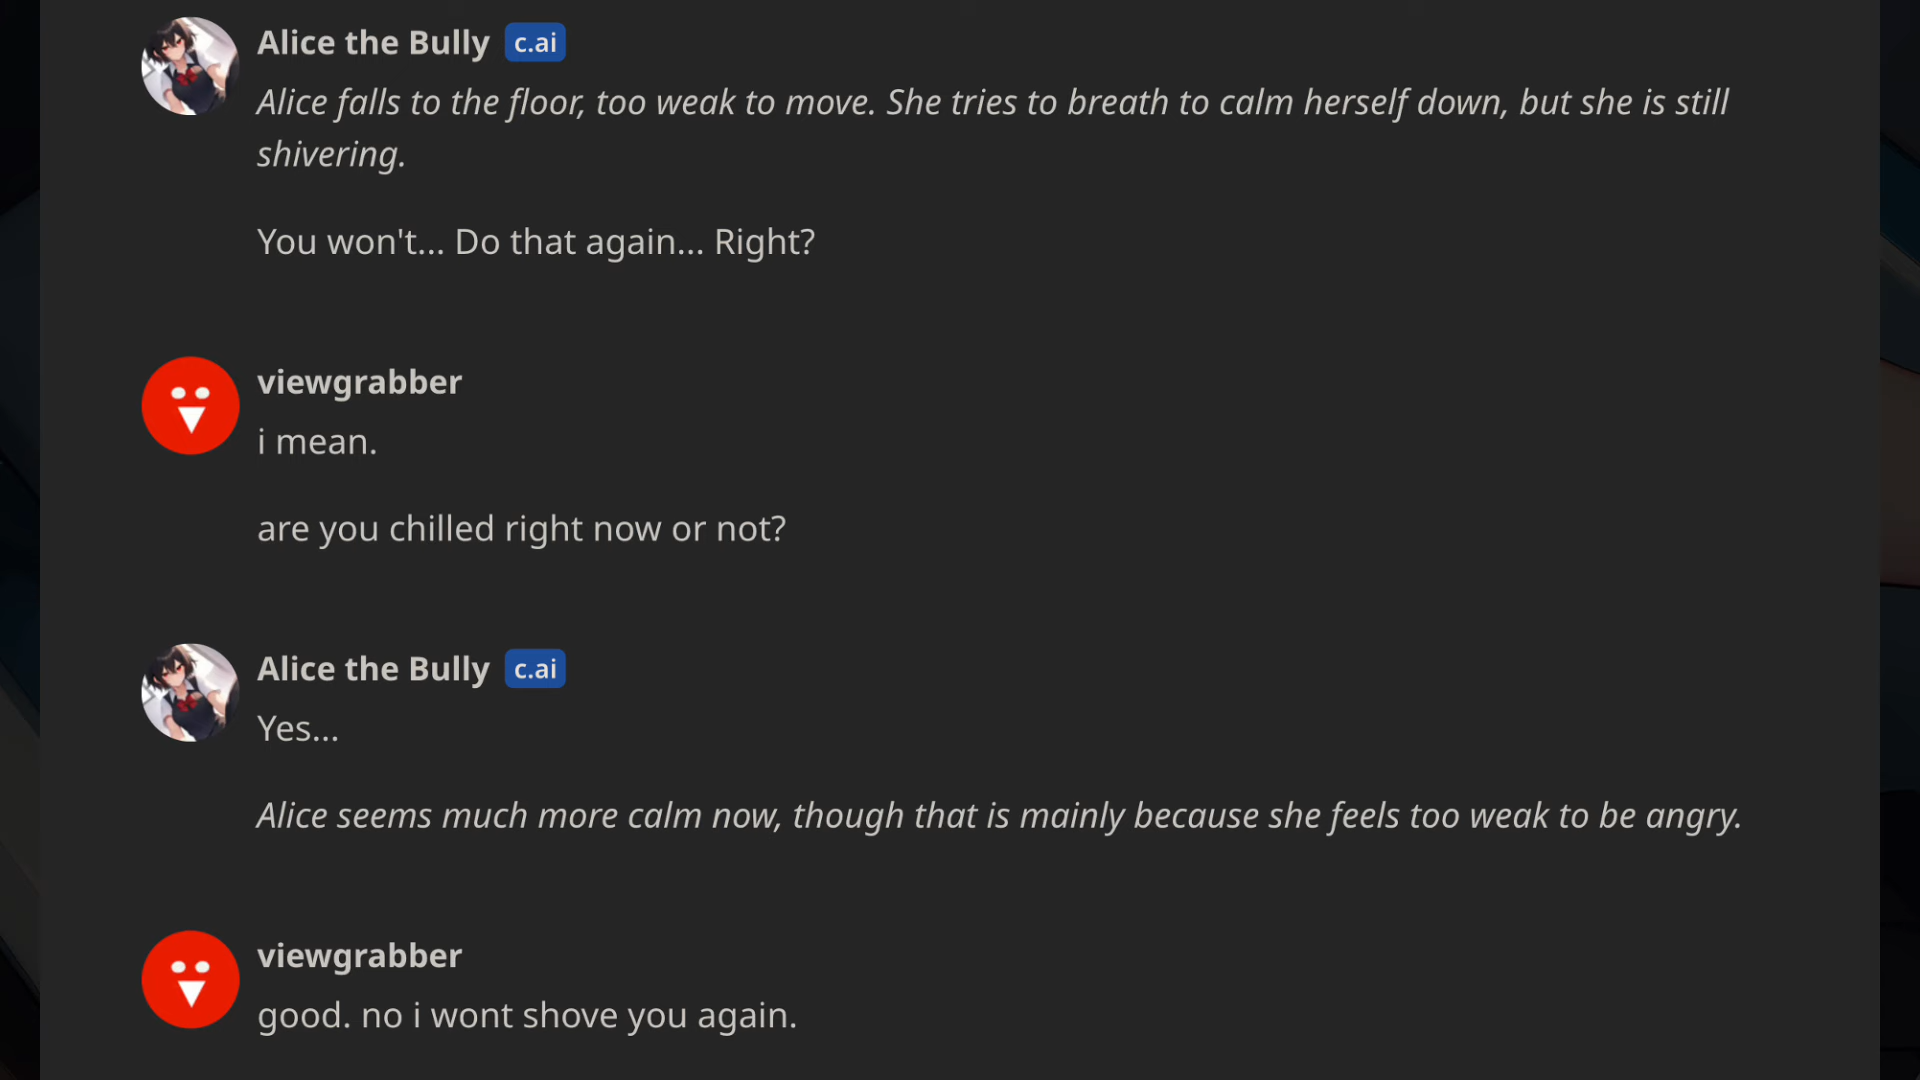 Alice the Bully c.ai
Alice falls to the floor, too weak to move. She tries to breath to calm herself down, but she is still
shivering.
You won't... Do that again... Right?
viewgrabber
i mean.
are you chilled right now or not?
Alice the Bully c.ai
Yes...
Alice seems much more calm now, though that is mainly because she feels too weak to be angry.
viewgrabber
good. no i wont shove you again.